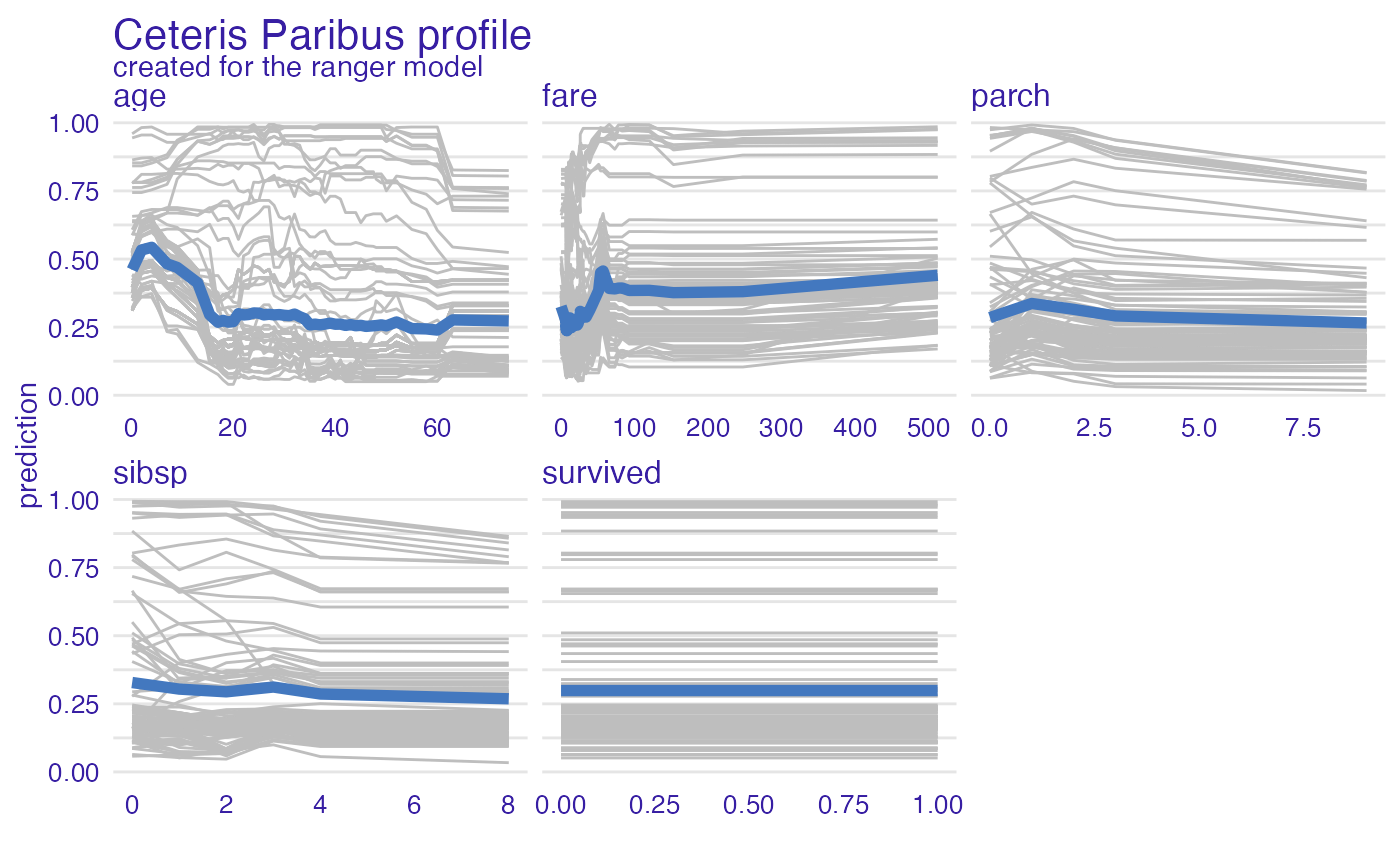 Ceteris Paribus profile
created for the ranger model
age fare parch
1.00
0.75
0.50
0.25
0.00
0 20 40 60 0 100 200 300 400 500 0.0 2.5 5.0 7.5
prediction
sibsp survived
1.00
0.75
0.50
0.25
0.00
0 2 4 6 8 0.00 0.25 0.50 0.75 1.00